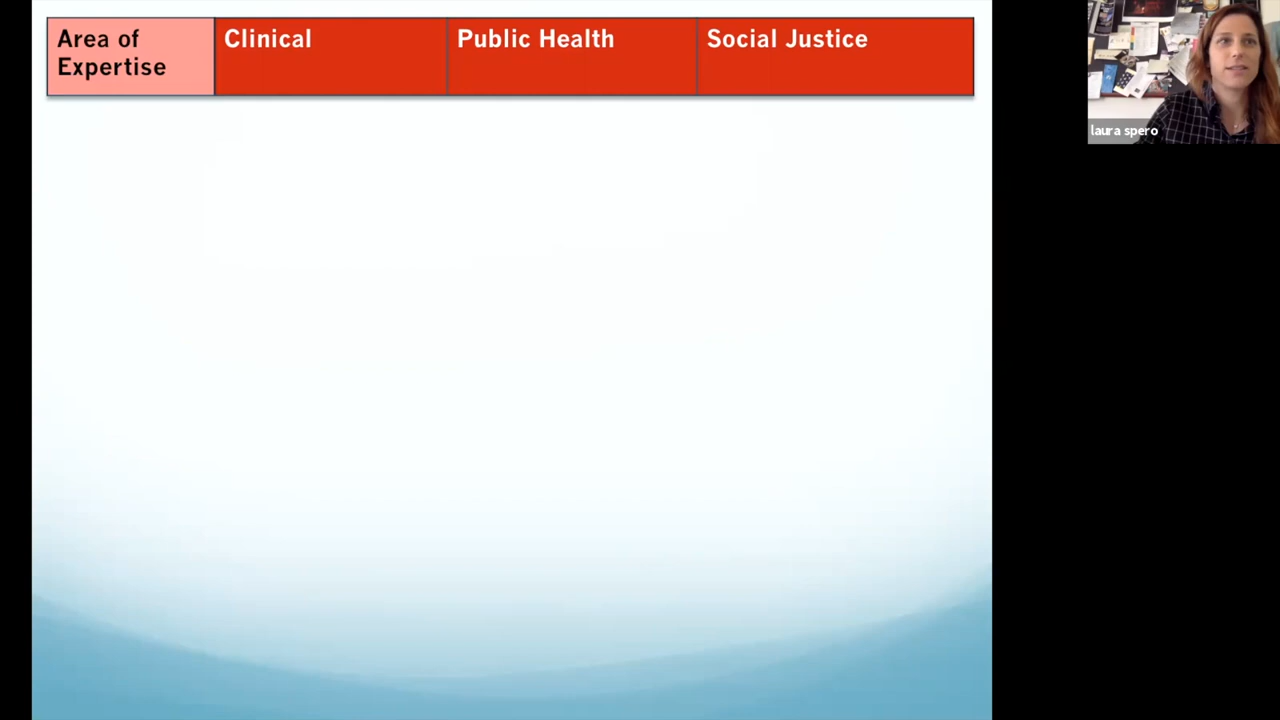 Area of
Expertise
Clinical
Public Health
Social Justice
laura spero